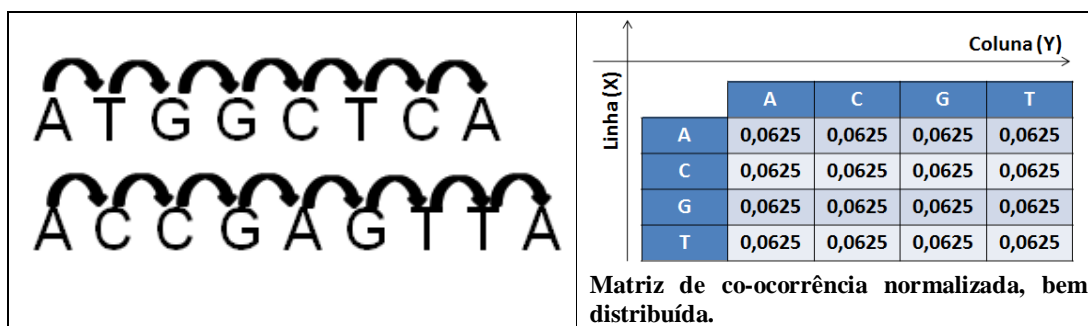 A T G G C T C A
A C C G A G T T A
Coluna (Y)
Linha (X)
A C G T
A 0,0625 0,0625 0,0625 0,0625
C 0,0625 0,0625 0,0625 0,0625
G 0,0625 0,0625 0,0625 0,0625
T 0,0625 0,0625 0,0625 0,0625
Matriz de co-ocorrência normalizada, bem
distribuída.